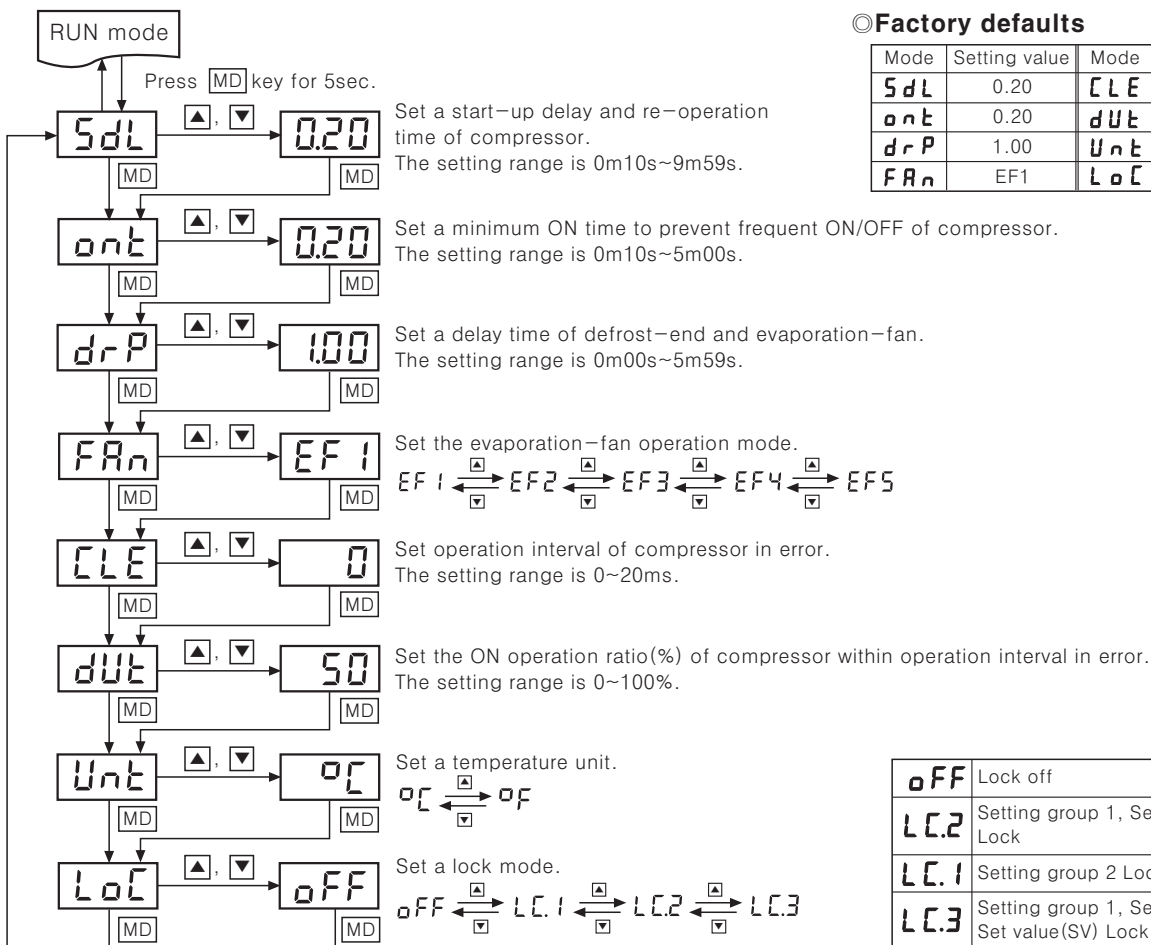 RUN mode
Press MD key for 5sec.
SdL ▲, ▼ 0.20
MD MD
Set a start-up delay and re-operation
time of compressor.
The setting range is 0m10s~9m59s.
ont ▲, ▼ 0.20
MD MD
Set a minimum ON time to prevent frequent ON/OFF of compressor.
The setting range is 0m10s~5m00s.
drP ▲, ▼ 1.00
MD MD
Set a delay time of defrost-end and evaporation-fan.
The setting range is 0m00s~5m59s.
FAn ▲, ▼ EF1
MD MD
Set the evaporation-fan operation mode.
EF1 ▲ ▼ EF2 ▲ ▼ EF3 ▲ ▼ EF4 ▲ ▼ EF5
CLE ▲, ▼ 0
MD MD
Set operation interval of compressor in error.
The setting range is 0~20ms.
dUt ▲, ▼ 50
MD MD
Set the ON operation ratio(%) of compressor within operation interval in error.
The setting range is 0~100%.
Unt ▲, ▼ °C
MD MD
Set a temperature unit.
°C ▲ ▼ °F
LoC ▲, ▼ oFF
MD MD
Set a lock mode.
oFF ▲ ▼ LC.1 ▲ ▼ LC.2 ▲ ▼ LC.3
◎Factory defaults
Mode Setting value Mode
SdL 0.20 CLE
ont 0.20 dUt
drP 1.00 Unt
FAn EF1 LoC
oFF Lock off
LC.2 Setting group 1, Se
Lock
LC.1 Setting group 2 Loc
LC.3 Setting group 1, Se
Set value(SV) Lock